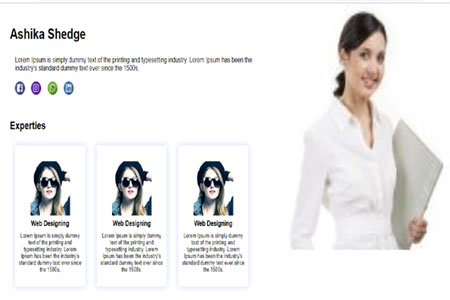 Ashika Shedge
Lorem Ipsum is simply dummy text of the printing and typesetting industry. Lorem Ipsum has been the
industry's standard dummy text ever since the 1500s.
Experties
Web Designing
Lorem Ipsum is simply dummy
text of the printing and
typesetting industry. Lorem
Ipsum has been the industry's
standard dummy text ever since
the 1500s.
Web Designing
Lorem Ipsum is simply dummy
text of the printing and
typesetting industry. Lorem
Ipsum has been the industry's
standard dummy text ever since
the 1500s.
Web Designing
Lorem Ipsum is simply dummy
text of the printing and
typesetting industry. Lorem
Ipsum has been the industry's
standard dummy text ever since
the 1500s.